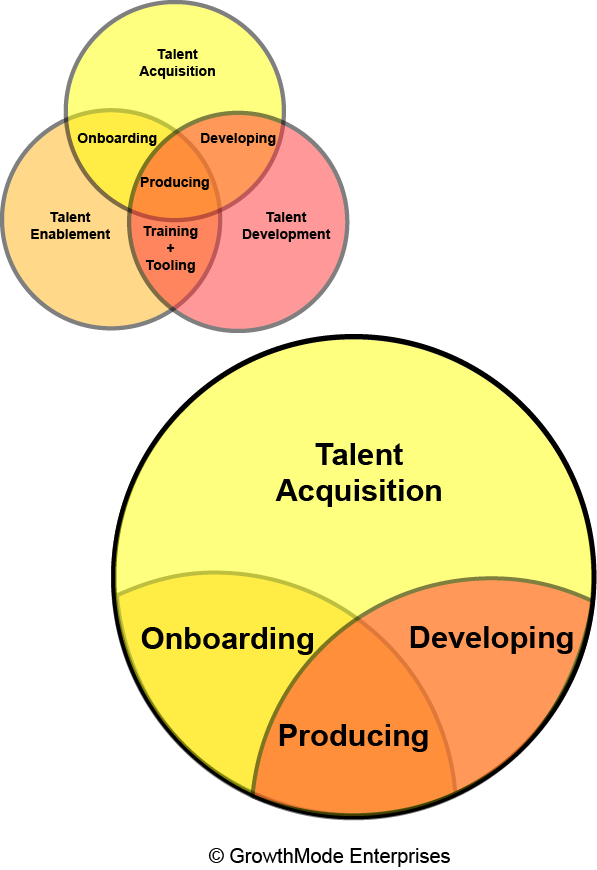 Talent
Acquisition
Onboarding
Developing
Producing
Talent
Enablement
Training
+
Tooling
Talent
Development
Talent
Acquisition
Onboarding
Developing
Producing
© GrowthMode Enterprises